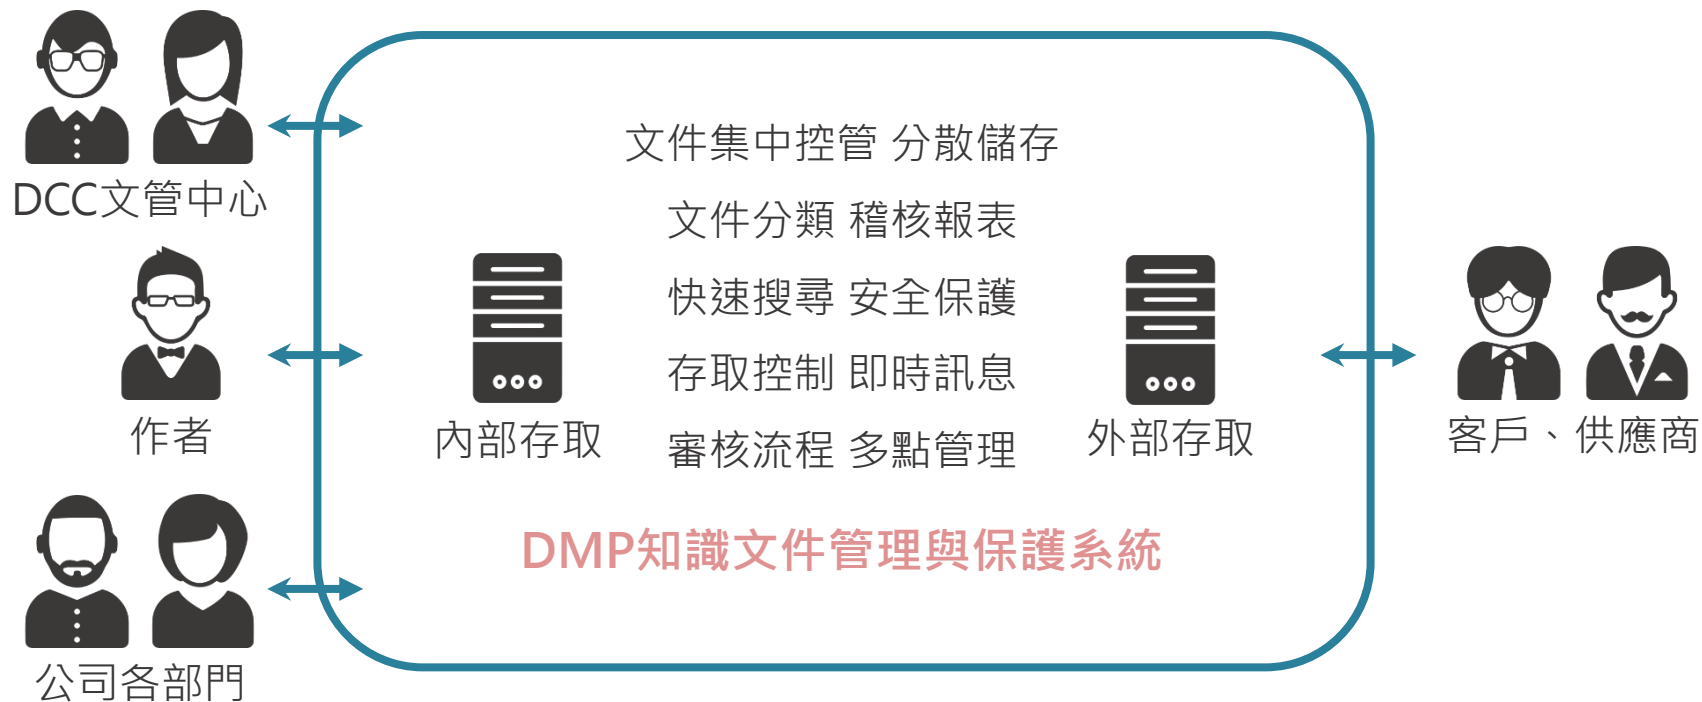 DCC文管中心
作者
公司各部門
文件集中控管 分散儲存
文件分類 稽核報表
快速搜尋 安全保護
存取控制 即時訊息
審核流程 多點管理
內部存取
外部存取
DMP知識文件管理與保護系統
客戶、供應商